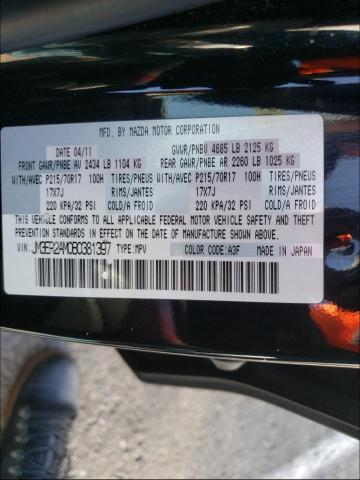 MFD. BY MAZDA MOTOR CORPORATION
DATE 04/11 GVWR/PNBV 4685 LB 2125 KG
FRONT GAWR/PNBE AV 2434 LB 1104 KG REAR GAWR/PNBE AR 2260 LB 1025 KG
WITH/AVEC P215/70R17 100H TIRES/PNEUS WITH/AVEC P215/70R17 100H TIRES/PNEUS
17X7J RIMS/JANTES 17X7J RIMS/JANTES
220 KPA/32 PSI COLD/A FROID 220 KPA/32 PSI COLD/A FROID
THIS VEHICLE CONFORMS TO ALL APPLICABLE FEDERAL MOTOR VEHICLE SAFETY AND THEFT
PREVENTION STANDARDS IN EFFECT ON THE DATE OF MANUFACTURE SHOWN ABOVE.
VIN: JM3ER2AM0B0381397 TYPE:MPV COLOR CODE: A3F MADE IN JAPAN